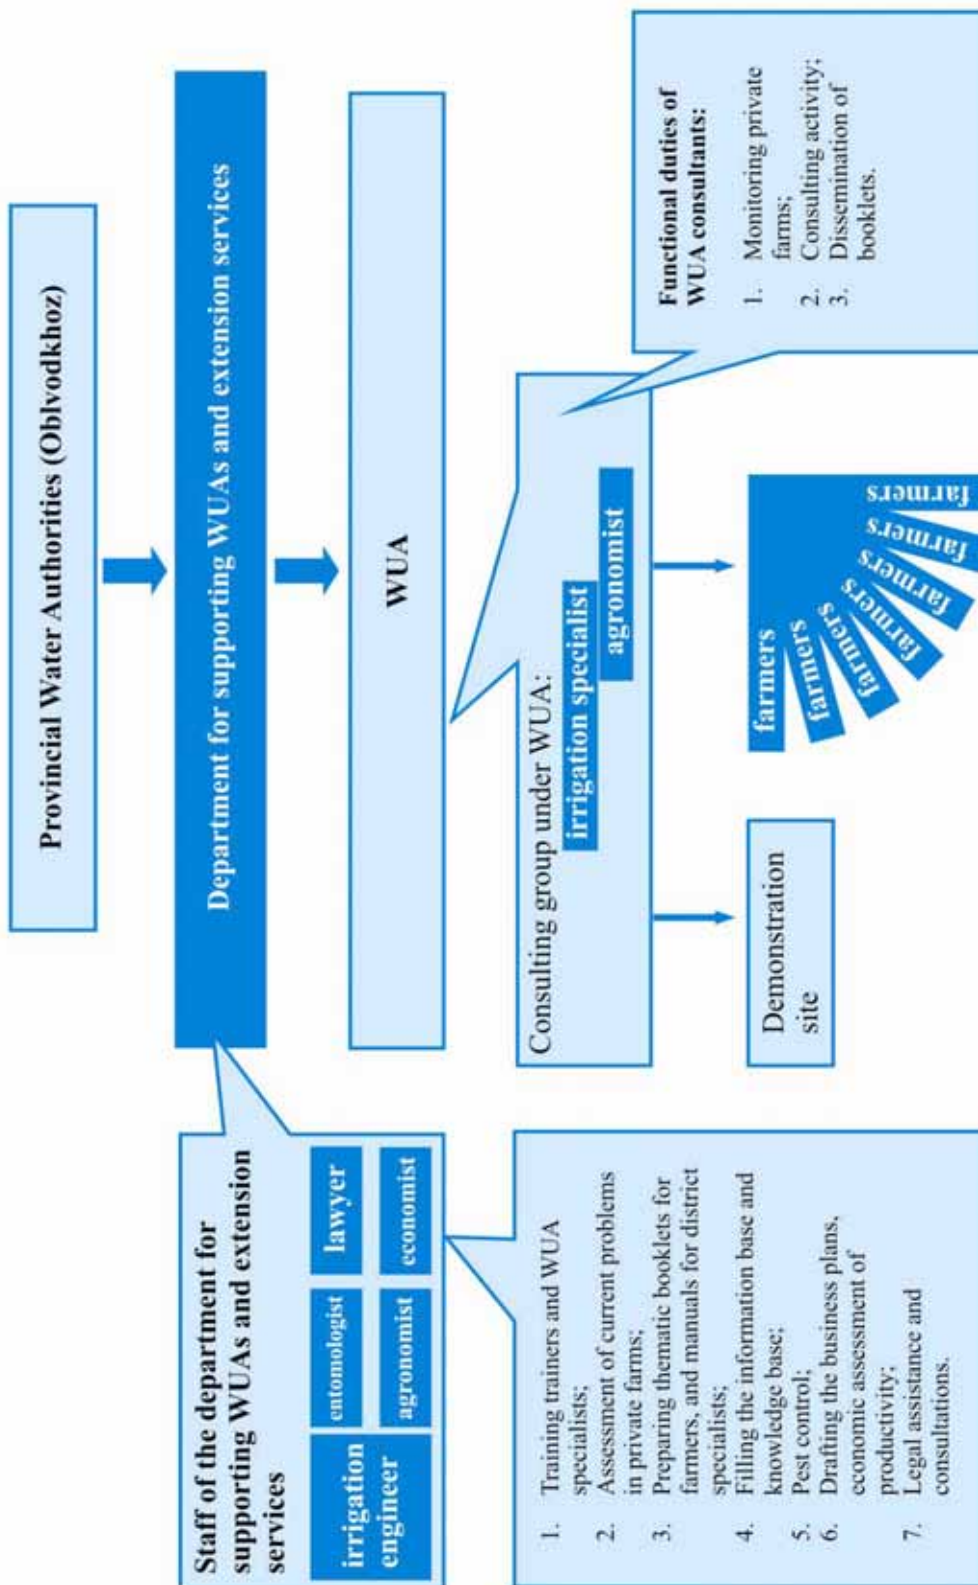 Provincial Water Authorities (Oblvodkhoz)
Department for supporting WUAs and extension services
WUA
Staff of the department for
supporting WUAs and extension
services
irrigation
engineer
entomologist
lawyer
agronomist
economist
1. Training trainers and WUA
specialists;
2. Assessment of current problems
in private farms;
3. Preparing thematic booklets for
farmers, and manuals for district
specialists;
4. Filling the information base and
knowledge base;
5. Pest control;
6. Drafting the business plans,
economic assessment of
productivity;
7. Legal assistance and
consultations.
Consulting group under WUA:
irrigation specialist
agronomist
Functional duties of
WUA consultants:
1. Monitoring private
farms;
2. Consulting activity;
3. Dissemination of
booklets.
Demonstration
site
farmers
farmers
farmers
farmers
farmers
farmers
farmers